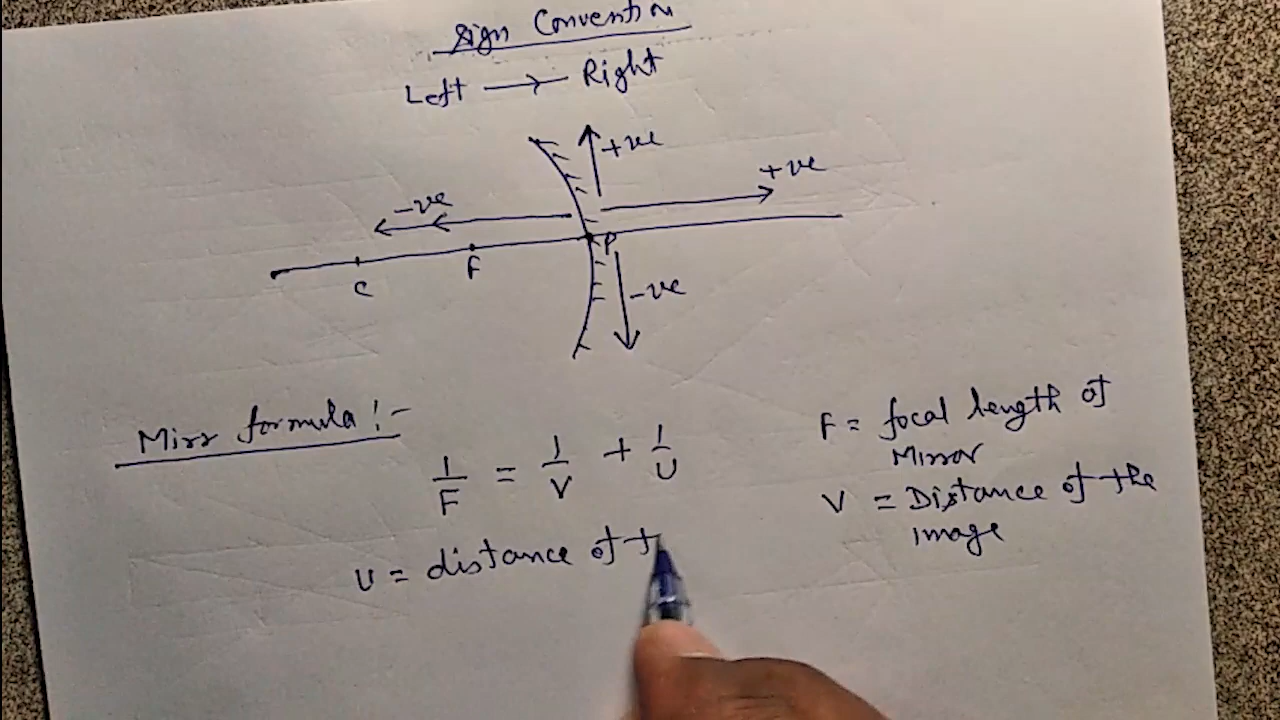 Sign Convention
Left → Right
+ve
+ve
-ve
P
F
C
-ve
Mirr formula :-
1/F = 1/V + 1/U
F = focal length of
Mirror
V = Distance of the
image
U = distance of t